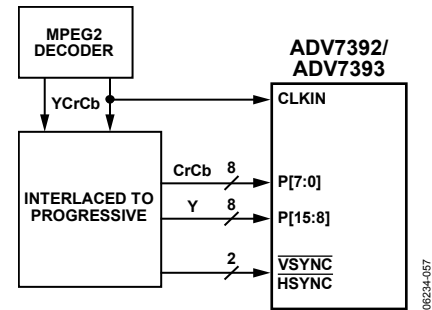 MPEG2
DECODER
ADV7392/
ADV7393
YCrCb
CLKIN
INTERLACED TO
PROGRESSIVE
CrCb 8
P[7:0]
Y 8
P[15:8]
2
VSYNC
HSYNC
06234-057